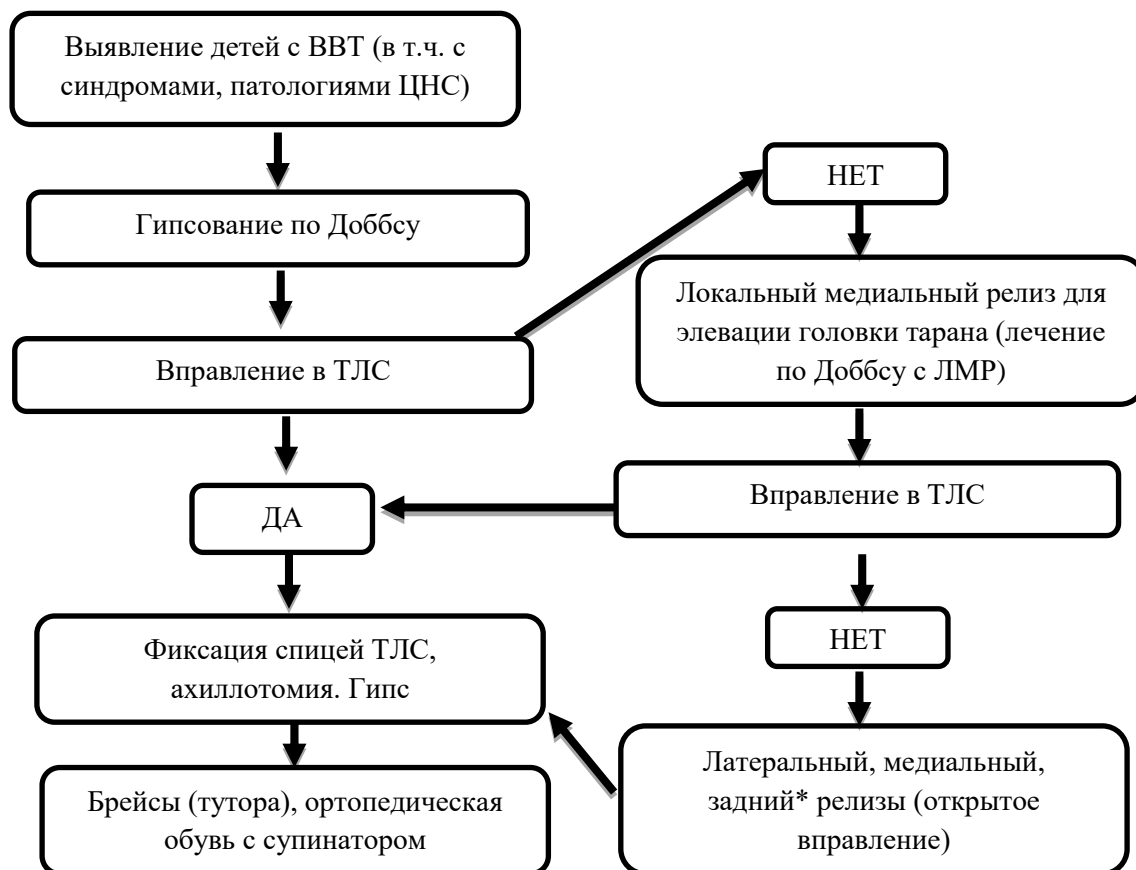 Выявление детей с ВВТ (в т.ч. с
синдромами, патологиями ЦНС)
Гипсование по Доббсу
Вправление в ТЛС
НЕТ
Локальный медиальный релиз для
элевации головки тарана (лечение
по Доббсу с ЛМР)
Вправление в ТЛС
ДА
НЕТ
Фиксация спицей ТЛС,
ахиллотомия. Гипс
Латеральный, медиальный,
задний* релизы (открытое
вправление)
Брейсы (тутора), ортопедическая
обувь с супинатором